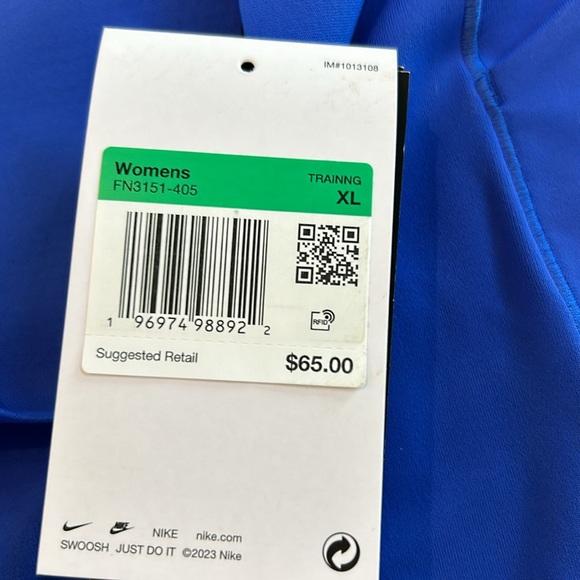 IM#1013108
Womens
FN3151-405
TRAINNG
XL
1 96974 98892 2
RFID
Suggested Retail
$65.00
NIKE
NIKE nike.com
SWOOSH JUST DO IT ©2023 Nike